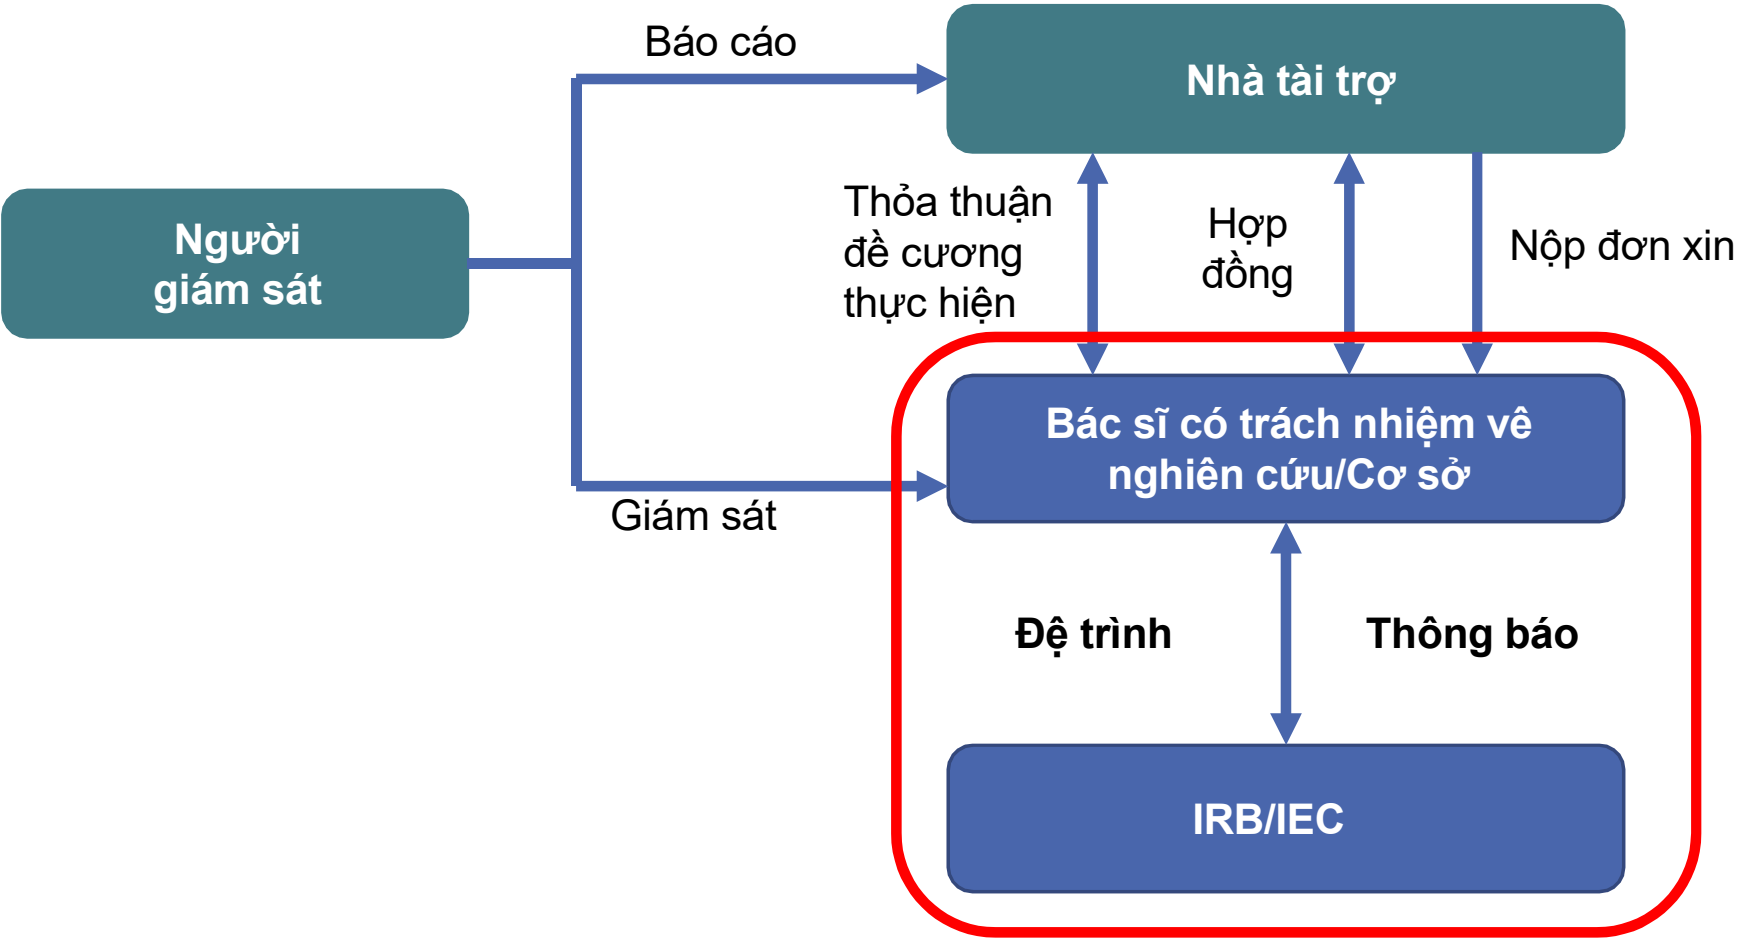 Báo cáo
Nhà tài trợ
Người
giám sát
Thỏa thuận
đề cương
thực hiện
Hợp
đồng
Nộp đơn xin
Bác sĩ có trách nhiệm vê
nghiên cứu/Cơ sở
Giám sát
Đệ trình
Thông báo
IRB/IEC